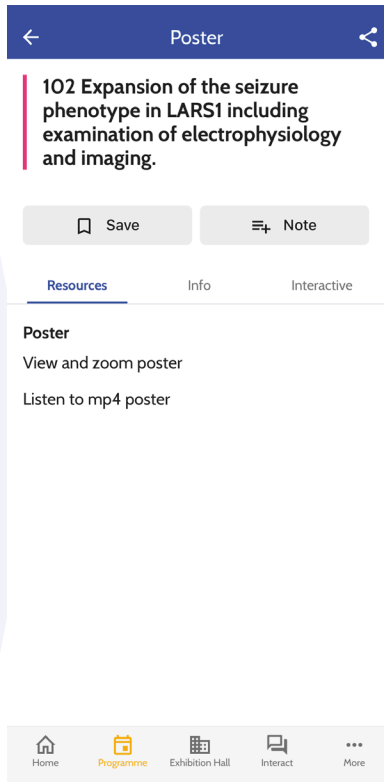 Poster
102 Expansion of the seizure
phenotype in LARS1 including
examination of electrophysiology
and imaging.
Save Note
Resources Info Interactive
Poster
View and zoom poster
Listen to mp4 poster
Home Programme Exhibition Hall Interact More